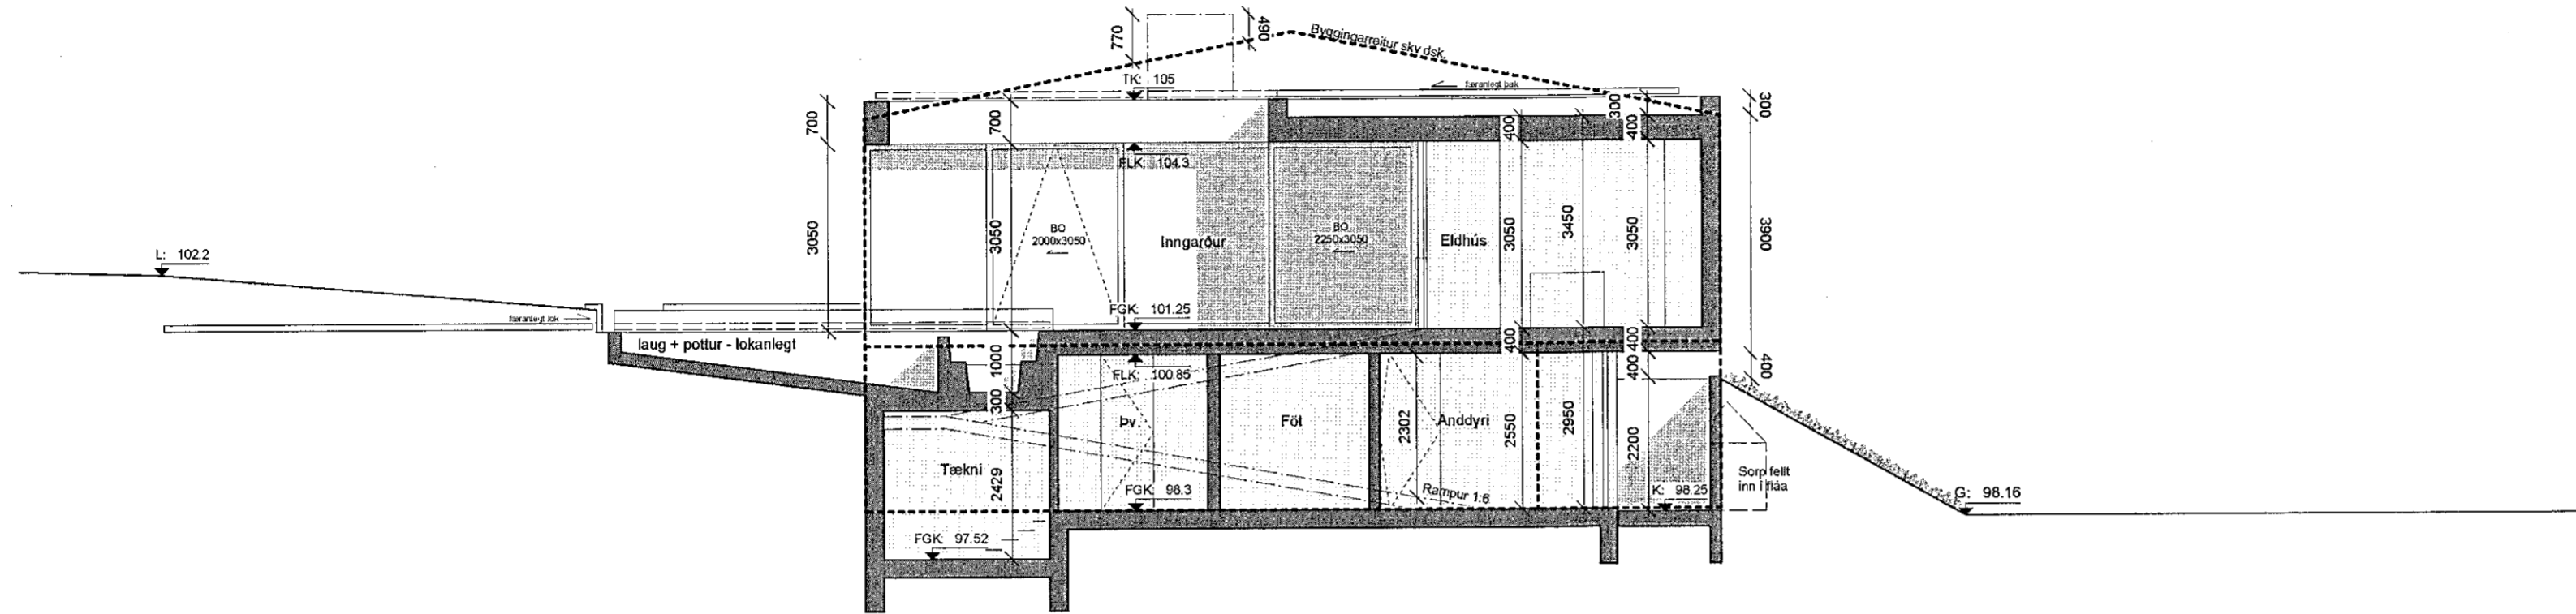 770
490
Byggingarreitur skv dsk.
TK: 105
færanlegt þak
700
700
300
400
400
300
FLK: 104.3
3050
3050
BO
2000x3050
Inngarður
BO
2250x3050
Eldhús
3050
3450
3050
3900
L: 102.2
FGK: 101.25
færanlegt lok
laug + pottur - lokanlegt
400
400
400
400
1000
300
FLK: 100.85
Þv.
Föt
2302
Anddyri
2550
2950
2200
Tækni
2429
FGK: 98.3
Rampur 1:6
K: 98.25
Sorp fellt
inn í fláa
G: 98.16
FGK: 97.52